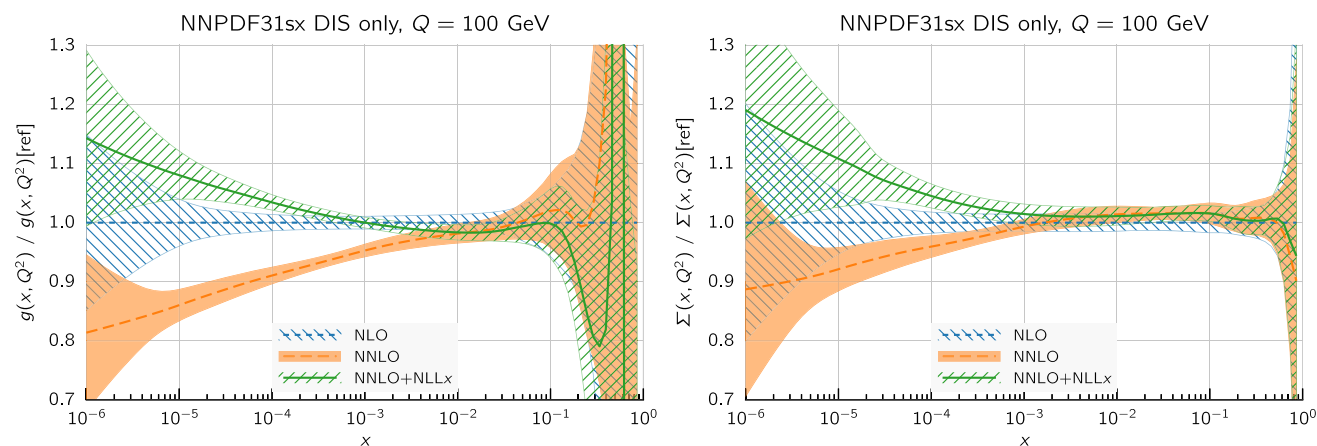 NNPDF31sx DIS only, Q = 100 GeV
g(x, Q²) / g(x, Q²)[ref]
1.3
1.2
1.1
1.0
0.9
0.8
0.7
NLO
NNLO
NNLO+NLLx
10⁻⁶ 10⁻⁵ 10⁻⁴ 10⁻³ 10⁻² 10⁻¹ 10⁰
x
NNPDF31sx DIS only, Q = 100 GeV
Σ(x, Q²) / Σ(x, Q²)[ref]
1.3
1.2
1.1
1.0
0.9
0.8
0.7
NLO
NNLO
NNLO+NLLx
10⁻⁶ 10⁻⁵ 10⁻⁴ 10⁻³ 10⁻² 10⁻¹ 10⁰
x